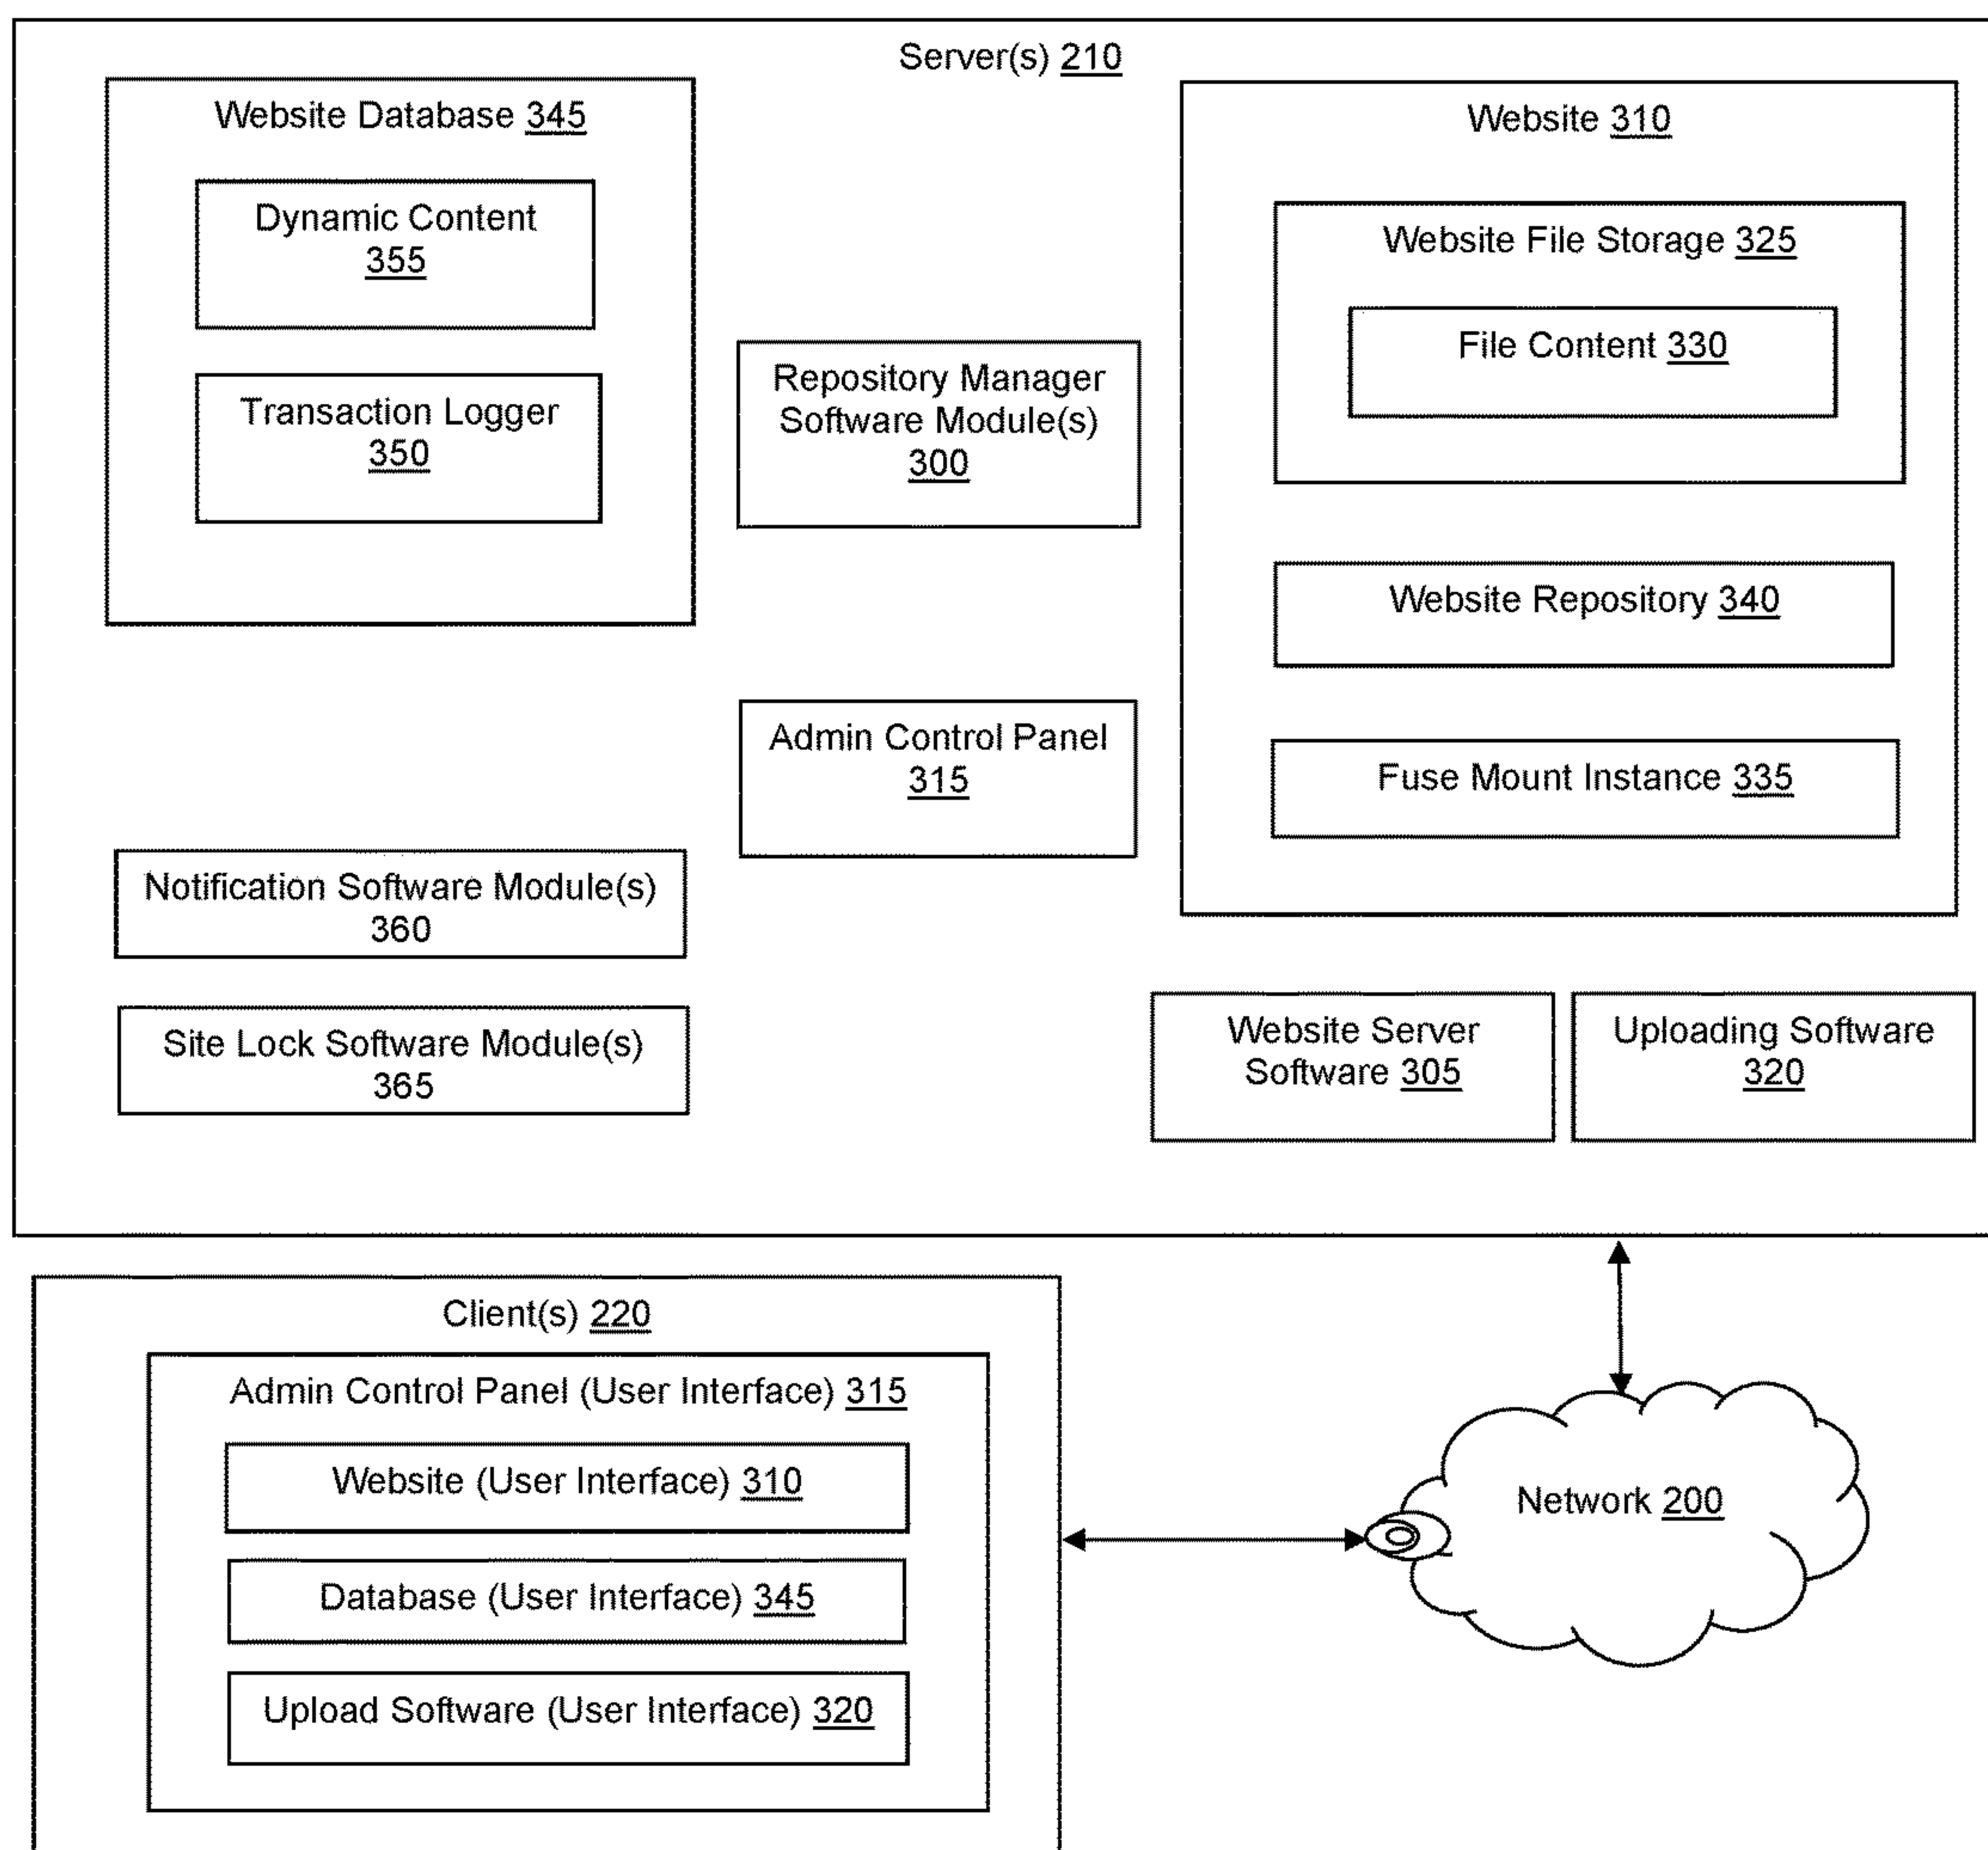 Server(s) 210
Website Database 345
Dynamic Content
355
Transaction Logger
350
Repository Manager
Software Module(s)
300
Admin Control Panel
315
Notification Software Module(s)
360
Site Lock Software Module(s)
365
Website 310
Website File Storage 325
File Content 330
Website Repository 340
Fuse Mount Instance 335
Website Server
Software 305
Uploading Software
320
Client(s) 220
Admin Control Panel (User Interface) 315
Website (User Interface) 310
Database (User Interface) 345
Upload Software (User Interface) 320
Network 200